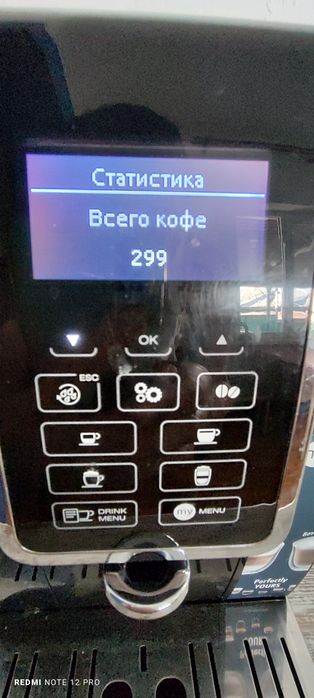 Статистика
Всего кофе
299
OK
ESC
DRINK
MENU
my MENU
Perfectly
YOURS
REDMI NOTE 12 PRO